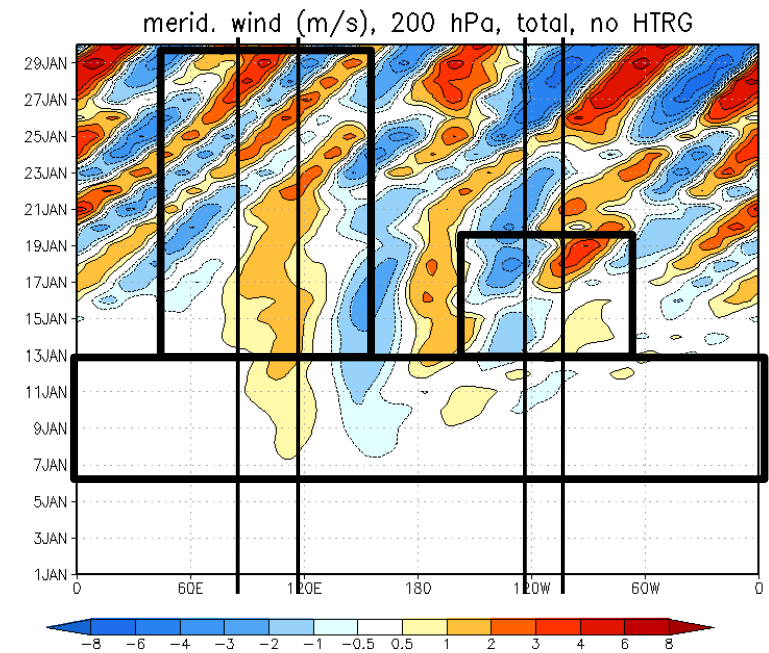 merid. wind (m/s), 200 hPa, total, no HTRG
29JAN
27JAN
25JAN
23JAN
21JAN
19JAN
17JAN
15JAN
13JAN
11JAN
9JAN
7JAN
5JAN
3JAN
1JAN
0 60E 120E 180 120W 60W 0
-8 -6 -4 -3 -2 -1 -0.5 0.5 1 2 3 4 6 8